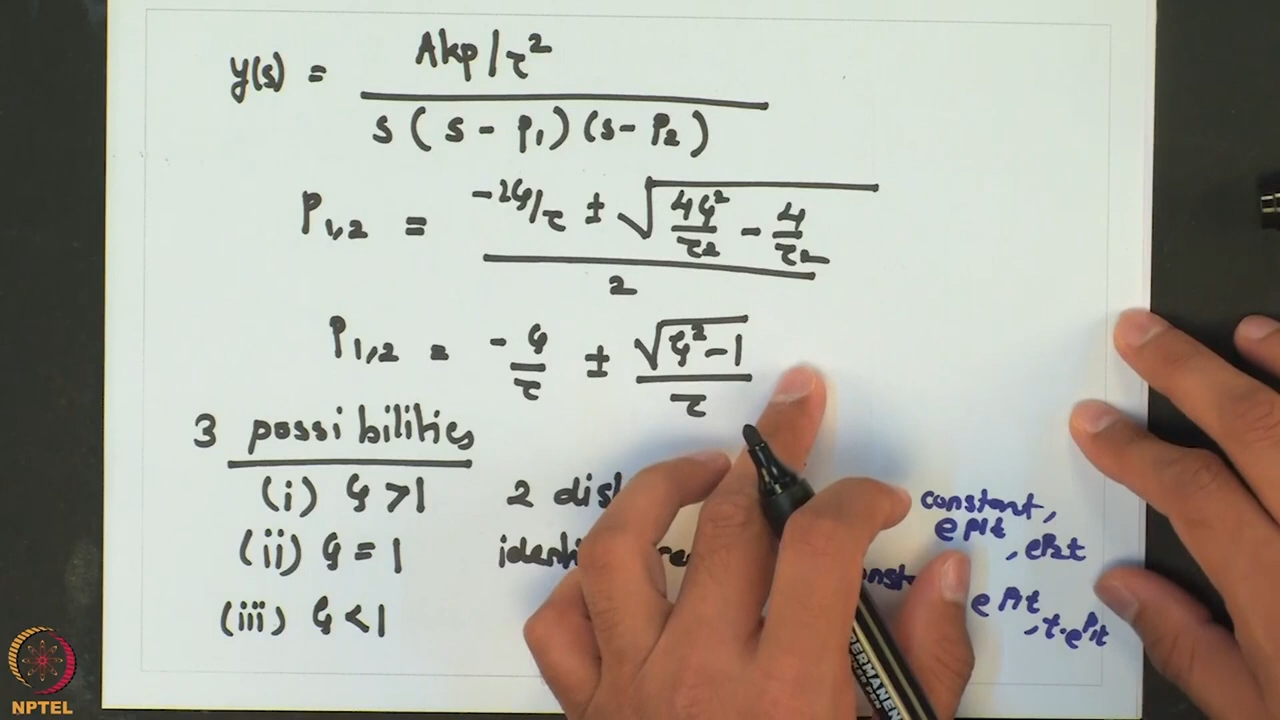 y(s) = Akp/τ²
s(s - p₁)(s - p₂)
P₁,₂ = -2ζ/τ ± √(4ζ²/τ² - 4/τ²)
2
P₁,₂ = -ζ/τ ± √(ζ² - 1)/τ
3 possibilities
(i) ζ > 1 2 constant,
e^P₁t, e^P₂t
(ii) ζ = 1
e^P₁t, t·e^P₁t
(iii) ζ < 1
PERMANENT
NPTEL